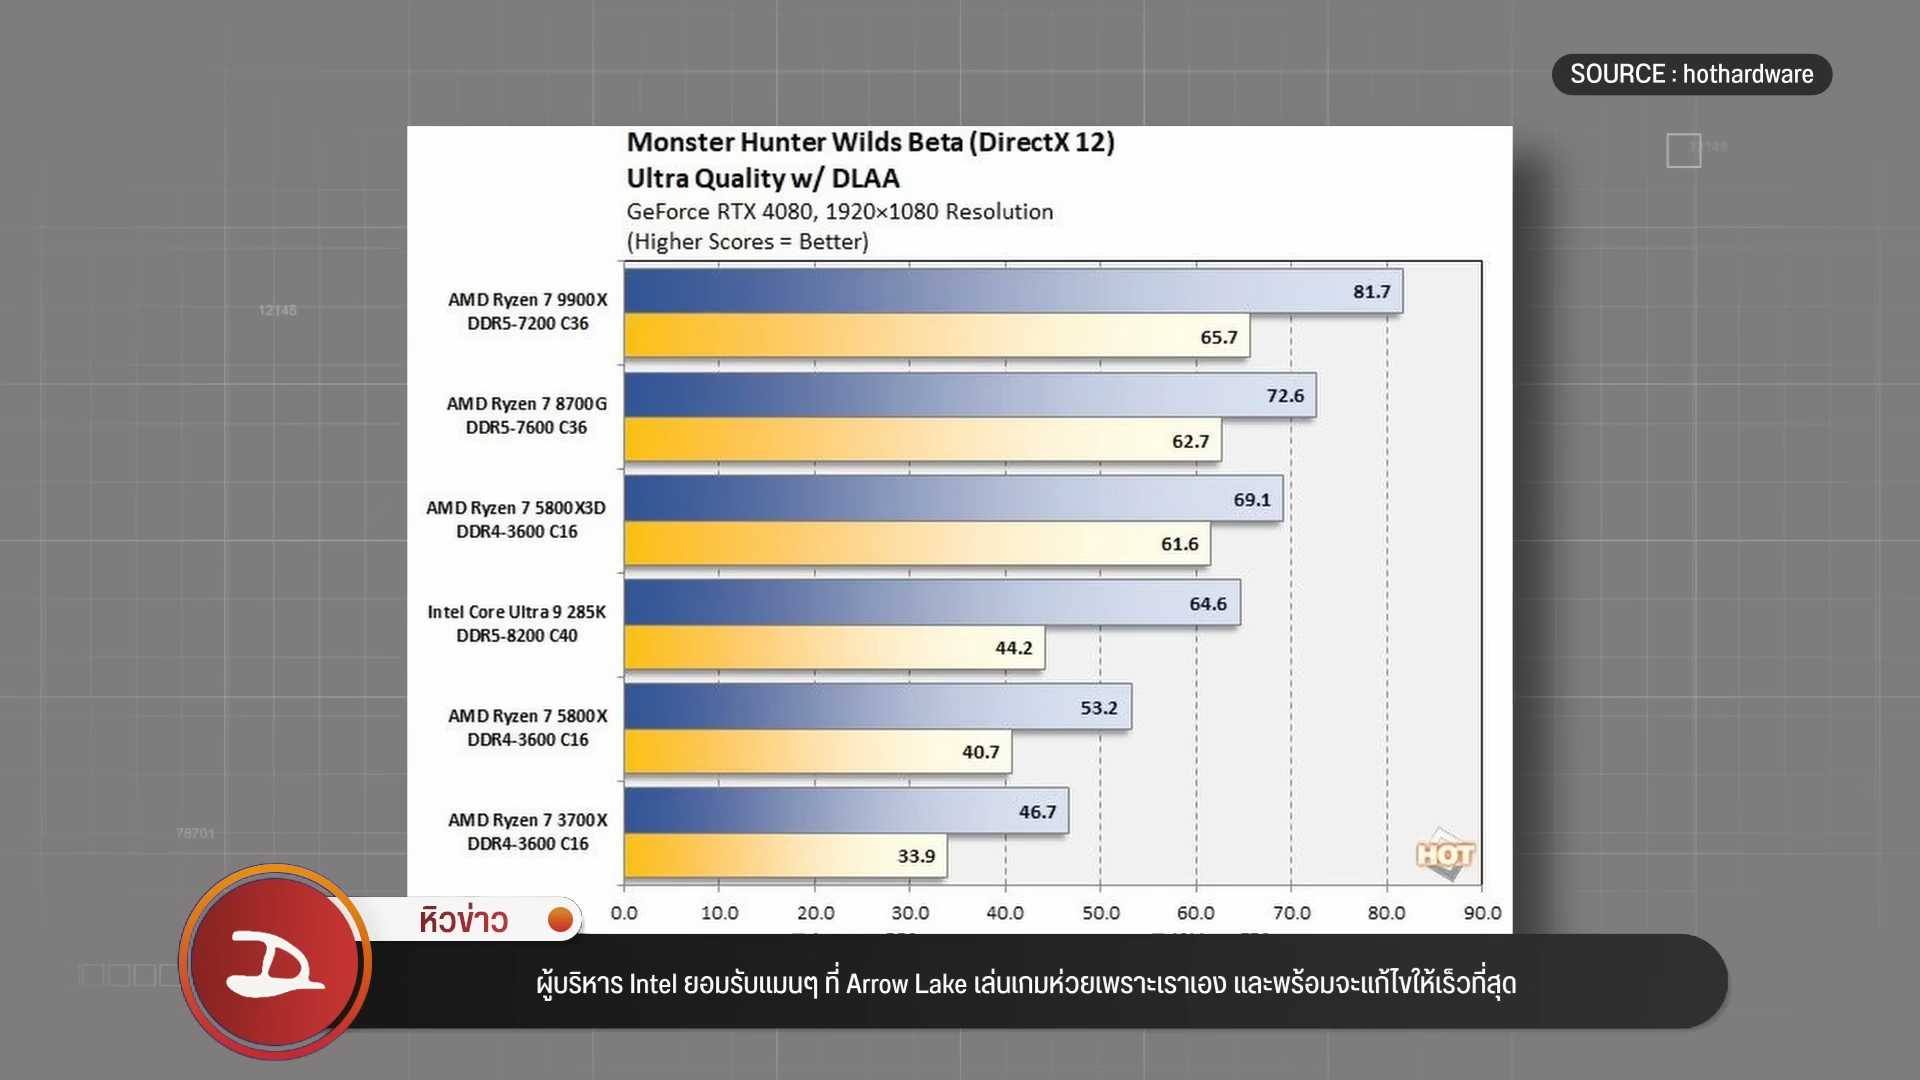 SOURCE : hothardware
Monster Hunter Wilds Beta (DirectX 12)
Ultra Quality w/ DLAA
GeForce RTX 4080, 1920×1080 Resolution
(Higher Scores = Better)
AMD Ryzen 7 9900X
DDR5-7200 C36
81.7
65.7
AMD Ryzen 7 8700G
DDR5-7600 C36
72.6
62.7
AMD Ryzen 7 5800X3D
DDR4-3600 C16
69.1
61.6
Intel Core Ultra 9 285K
DDR5-8200 C40
64.6
44.2
AMD Ryzen 7 5800X
DDR4-3600 C16
53.2
40.7
AMD Ryzen 7 3700X
DDR4-3600 C16
46.7
33.9
HOT
0.0 10.0 20.0 30.0 40.0 50.0 60.0 70.0 80.0 90.0
12145
78701
หิวข่าว
ผู้บริหาร Intel ยอมรับแมนๆ ที่ Arrow Lake เล่นเกมห่วยเพราะเราเอง และพร้อมจะแก้ไขให้เร็วที่สุด